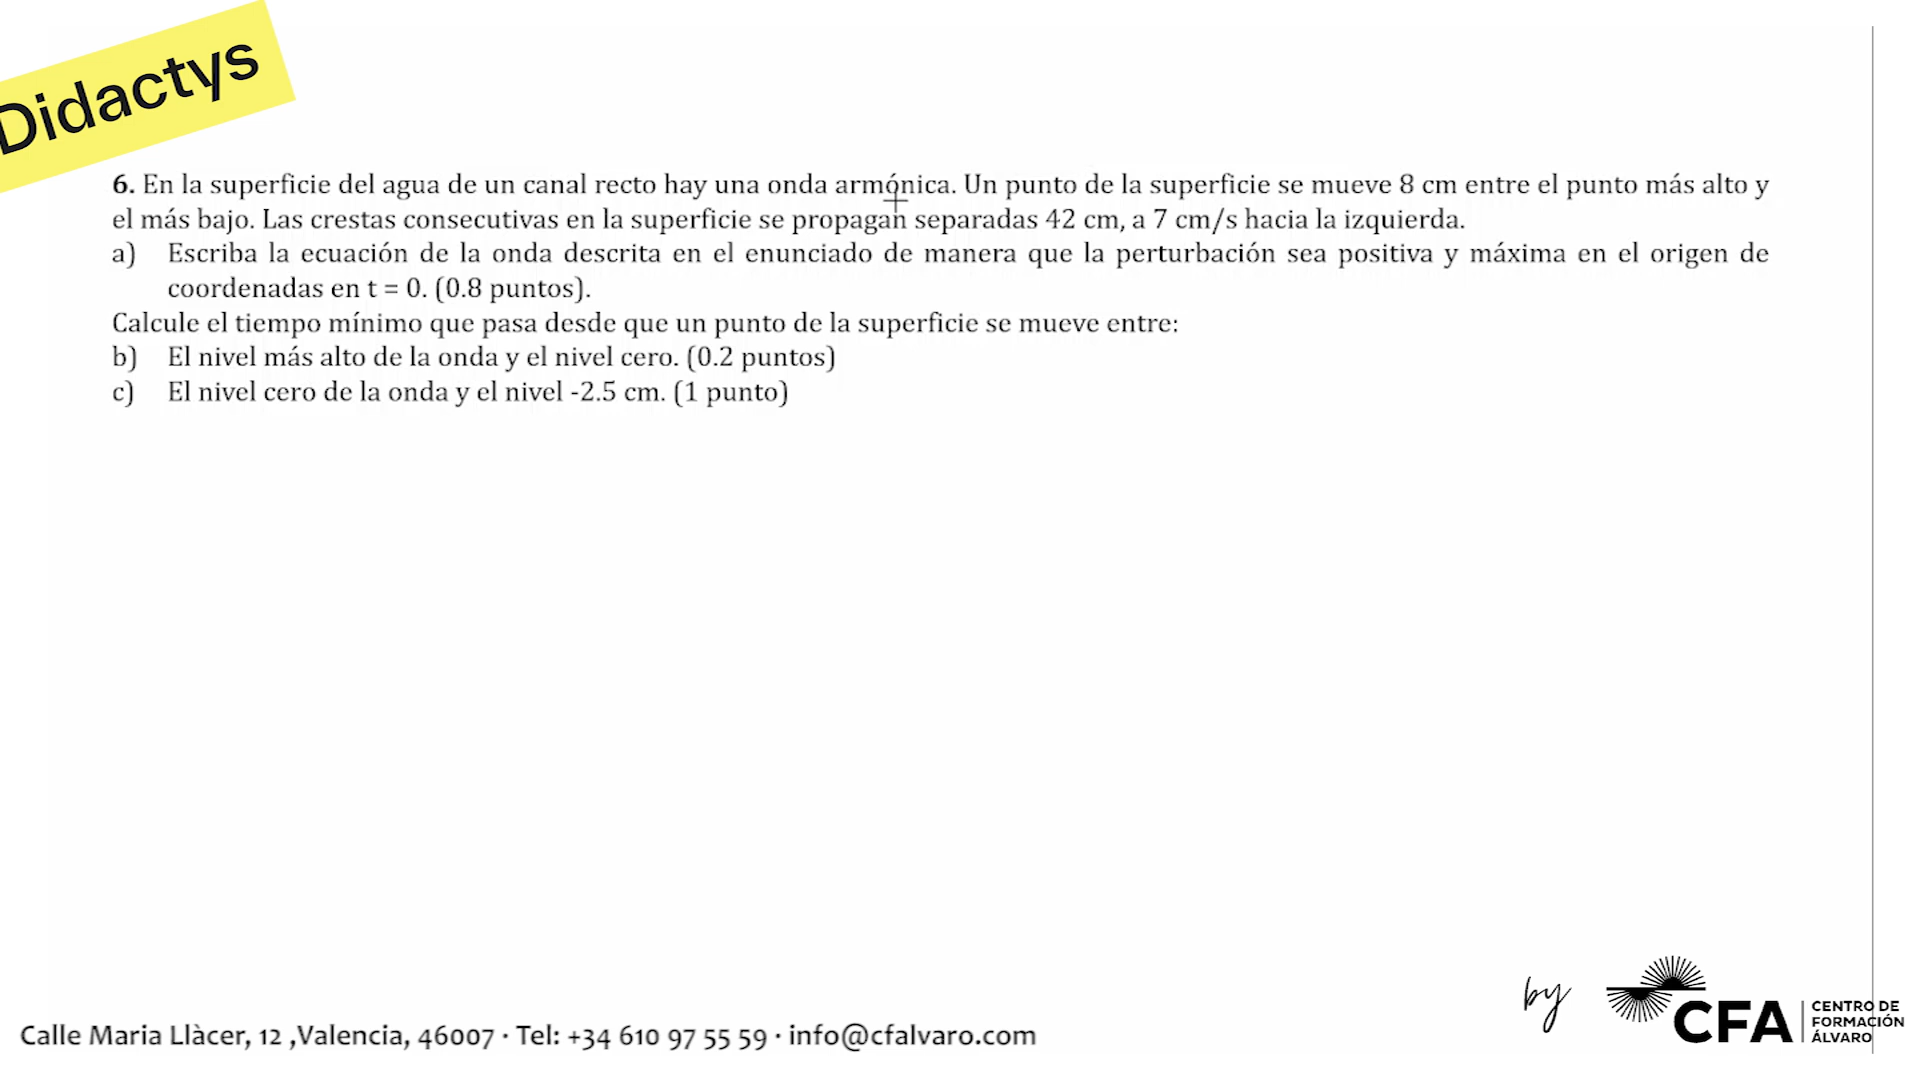 Didactys
6. En la superficie del agua de un canal recto hay una onda armónica. Un punto de la superficie se mueve 8 cm entre el punto más alto y
el más bajo. Las crestas consecutivas en la superficie se propagan separadas 42 cm, a 7 cm/s hacia la izquierda.
a) Escriba la ecuación de la onda descrita en el enunciado de manera que la perturbación sea positiva y máxima en el origen de
coordenadas en t = 0. (0.8 puntos).
Calcule el tiempo mínimo que pasa desde que un punto de la superficie se mueve entre:
b) El nivel más alto de la onda y el nivel cero. (0.2 puntos)
c) El nivel cero de la onda y el nivel -2.5 cm. (1 punto)
by
CFA
CENTRO DE
FORMACIÓN
ÁLVARO
Calle Maria Llàcer, 12 ,Valencia, 46007 · Tel: +34 610 97 55 59 · info@cfalvaro.com